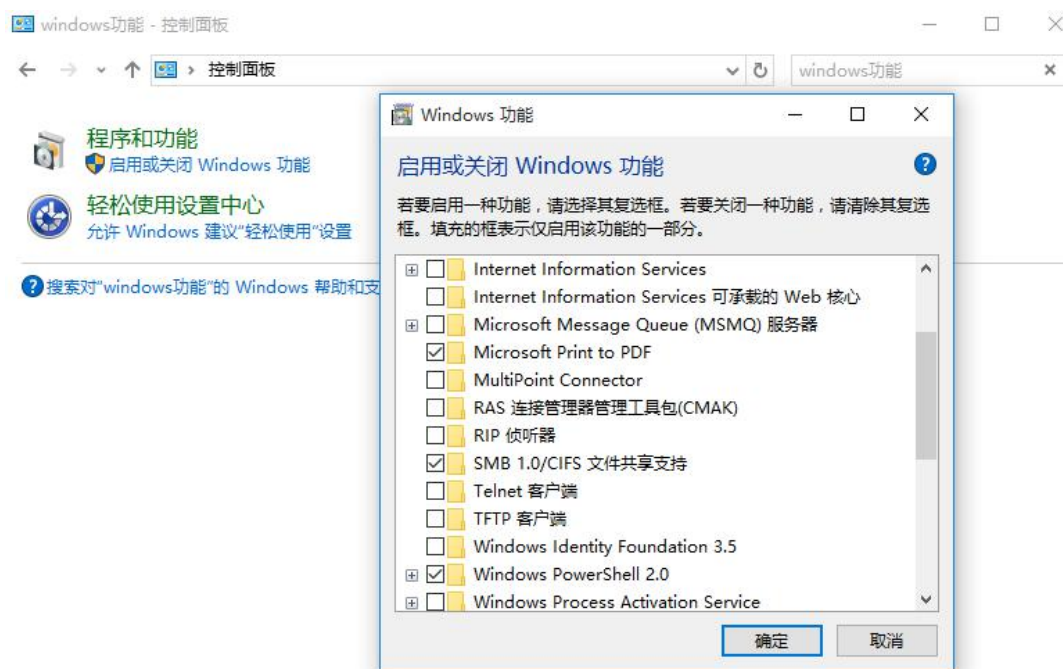 windows功能 - 控制面板
控制面板
windows功能
程序和功能
启用或关闭 Windows 功能
轻松使用设置中心
允许 Windows 建议"轻松使用"设置
搜索对"windows功能"的 Windows 帮助和支
Windows 功能
启用或关闭 Windows 功能
若要启用一种功能，请选择其复选框。若要关闭一种功能，请清除其复选
框。填充的框表示仅启用该功能的一部分。
Internet Information Services
Internet Information Services 可承载的 Web 核心
Microsoft Message Queue (MSMQ) 服务器
Microsoft Print to PDF
MultiPoint Connector
RAS 连接管理器管理工具包(CMAK)
RIP 侦听器
SMB 1.0/CIFS 文件共享支持
Telnet 客户端
TFTP 客户端
Windows Identity Foundation 3.5
Windows PowerShell 2.0
Windows Process Activation Service
确定
取消